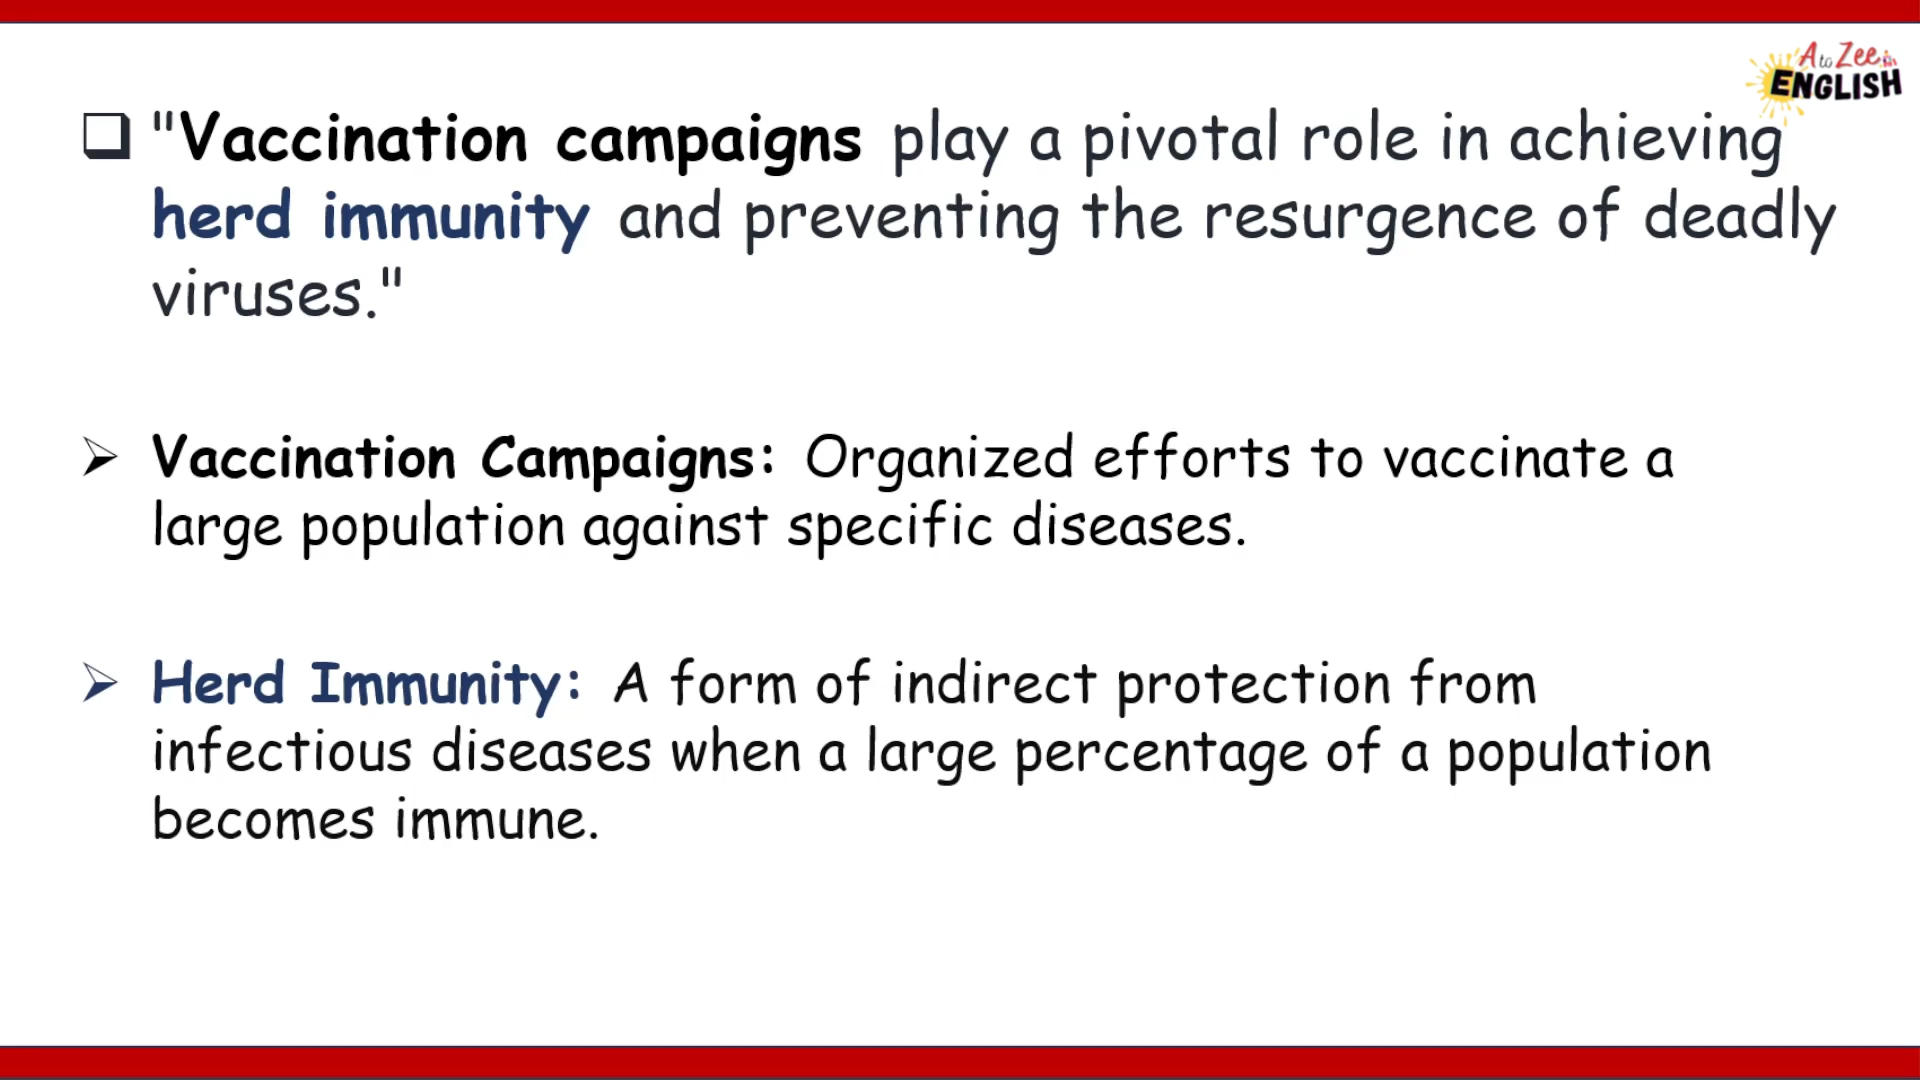 A to Zee in
ENGLISH
"Vaccination campaigns play a pivotal role in achieving
herd immunity and preventing the resurgence of deadly
viruses."
Vaccination Campaigns: Organized efforts to vaccinate a
large population against specific diseases.
Herd Immunity: A form of indirect protection from
infectious diseases when a large percentage of a population
becomes immune.